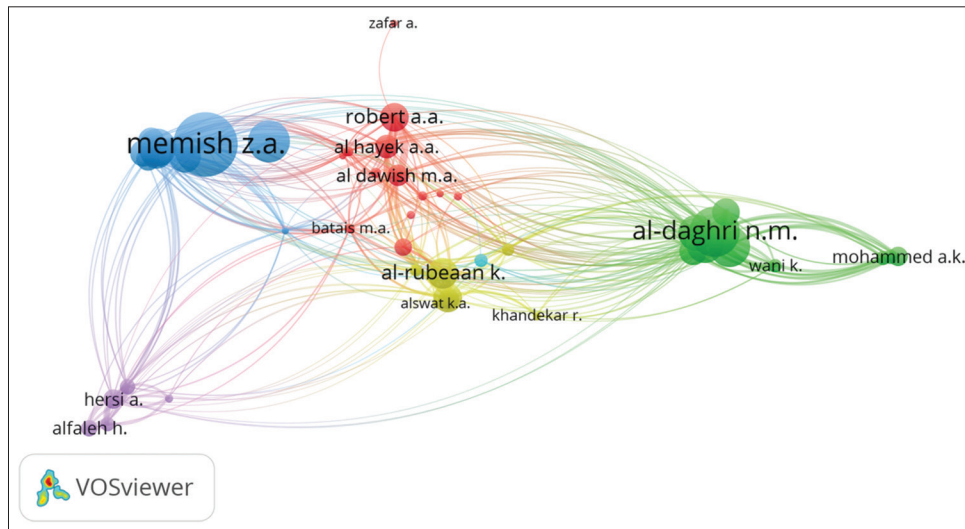 zafar a.
robert a.a.
memish z.a.
al hayek a.a.
al dawish m.a.
batais m.a.
al-daghri n.m.
mohammed a.k.
wani k.
al-rubeaan k.
alswat k.a.
khandekar r.
hersi a.
alfaleh h.
VOSviewer